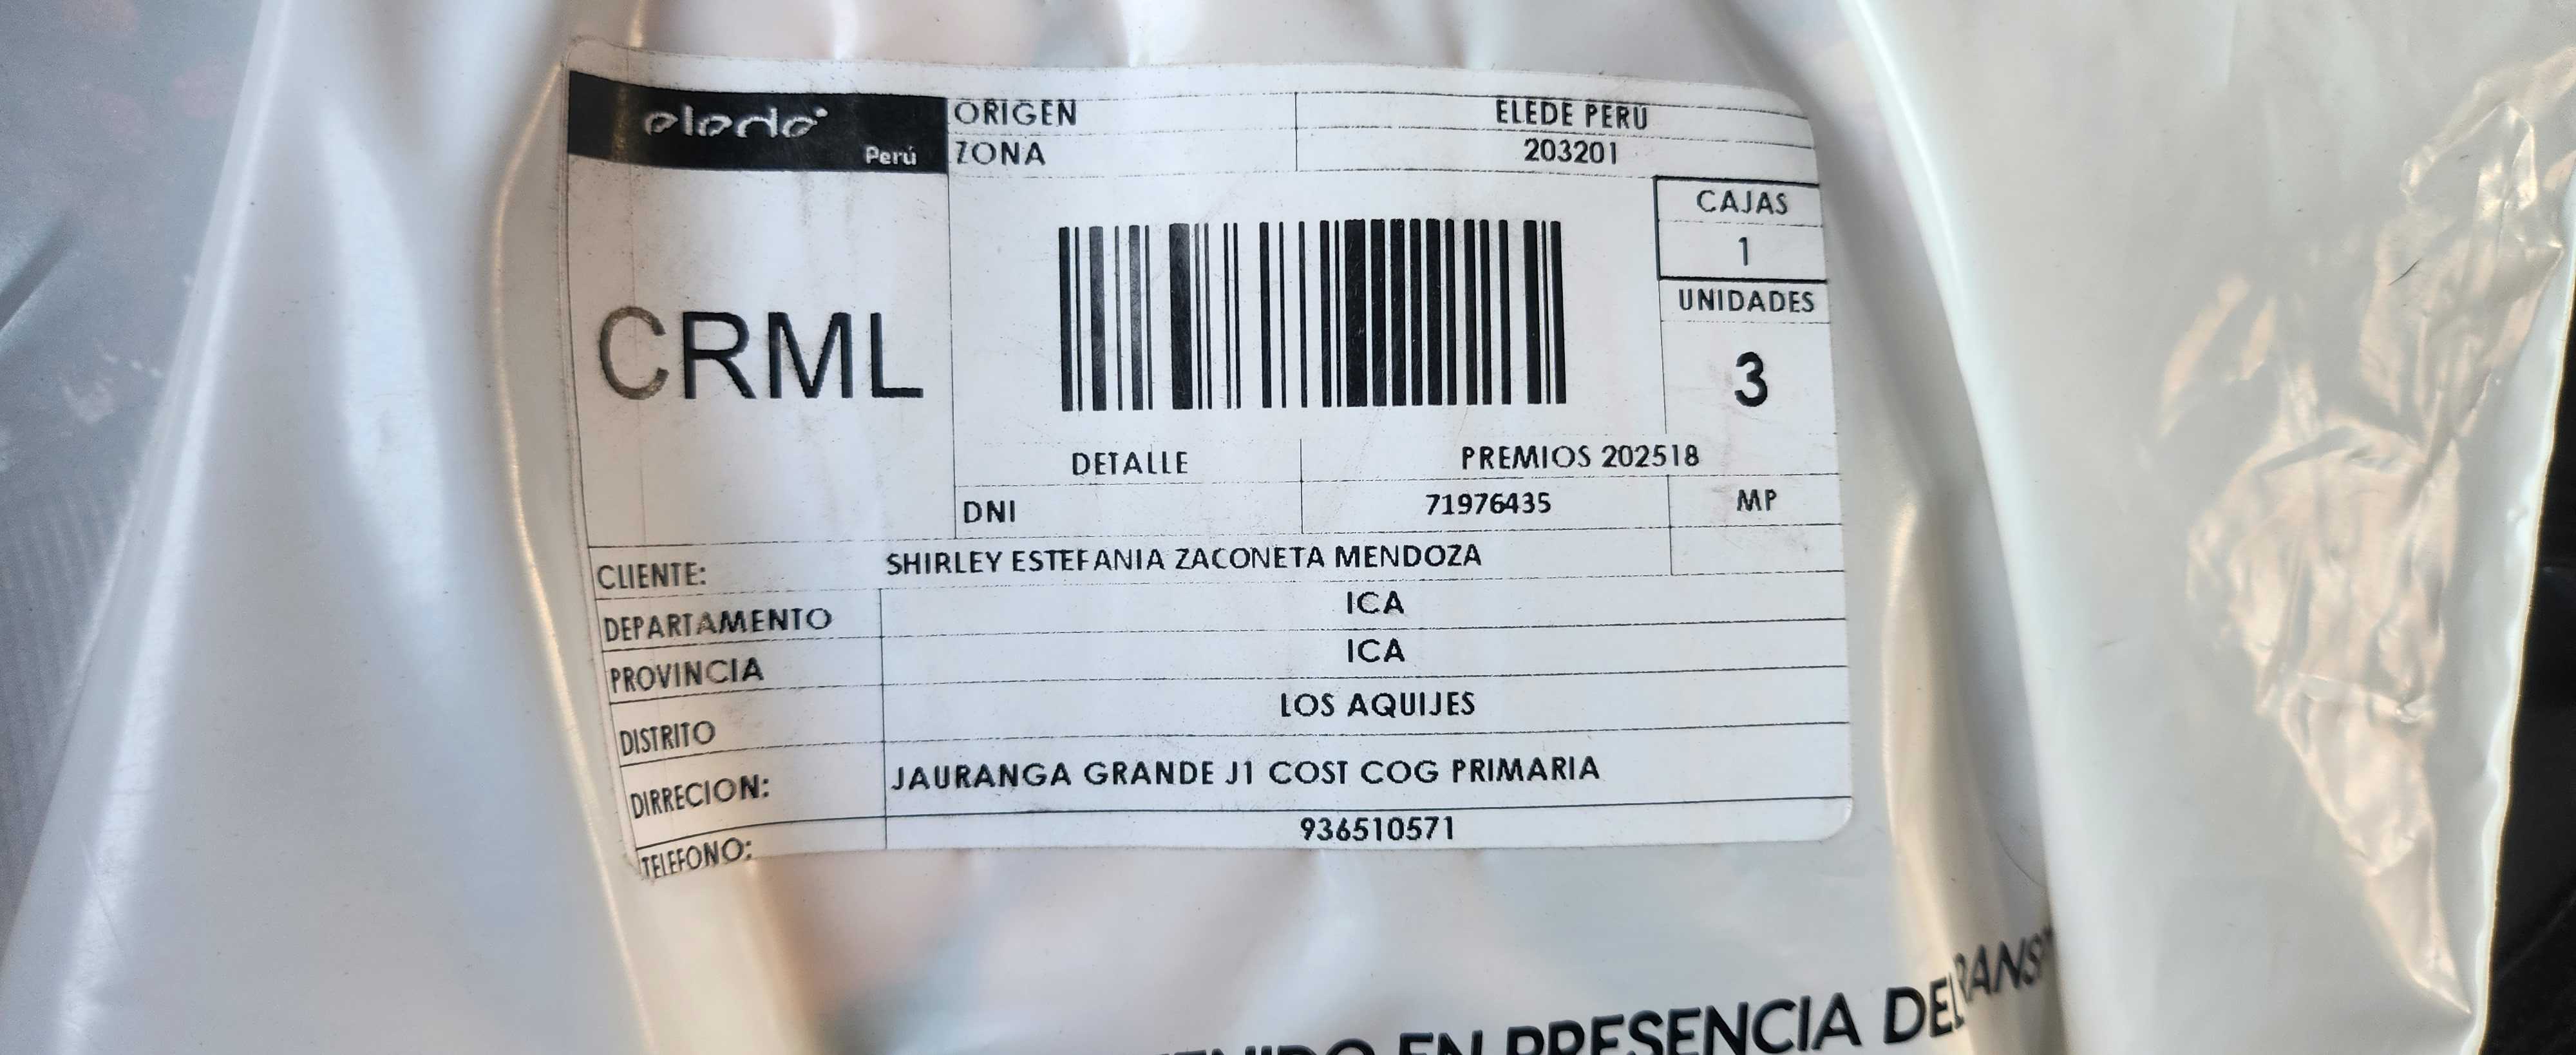 elede
Perú
ORIGEN ELEDE PERÚ
ZONA 203201
CAJAS
1
UNIDADES
3
CRML
DETALLE PREMIOS 202518
DNI 71976435 MP
CLIENTE: SHIRLEY ESTEFANIA ZACONETA MENDOZA
DEPARTAMENTO ICA
PROVINCIA ICA
DISTRITO LOS AQUIJES
DIRRECION: JAURANGA GRANDE J1 COST COG PRIMARIA
TELEFONO: 936510571
EN PRESENCIA DEL